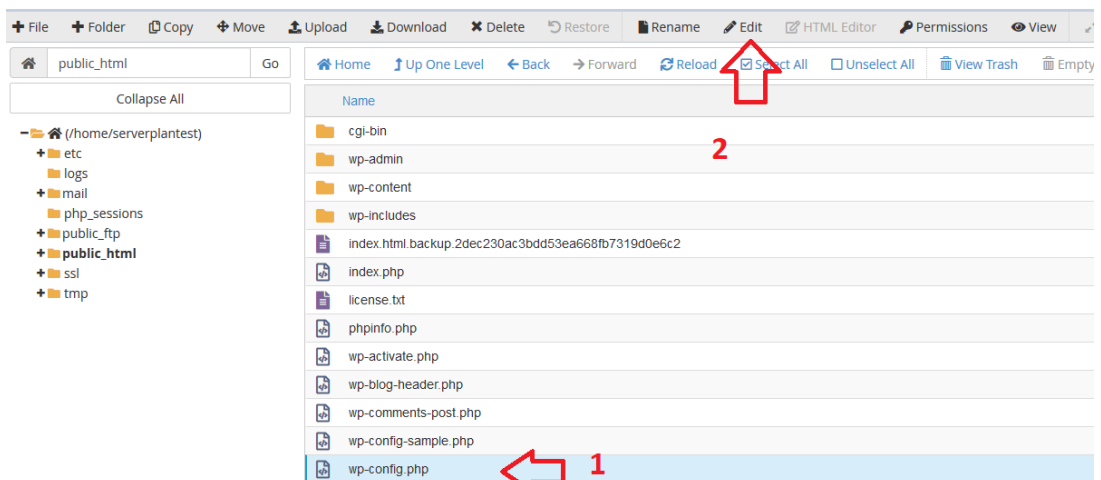 File Folder Copy Move Upload Download Delete Restore Rename Edit HTML Editor Permissions View
public_html Go Home Up One Level Back Forward Reload Select All Unselect All View Trash Empty
Collapse All
Name
(/home/serverplantest)
etc
logs
mail
php_sessions
public_ftp
public_html
ssl
tmp
cgi-bin
wp-admin
wp-content
wp-includes
index.html.backup.2dec230ac3bdd53ea668fb7319d0e6c2
index.php
license.txt
phpinfo.php
wp-activate.php
wp-blog-header.php
wp-comments-post.php
wp-config-sample.php
wp-config.php
2
1